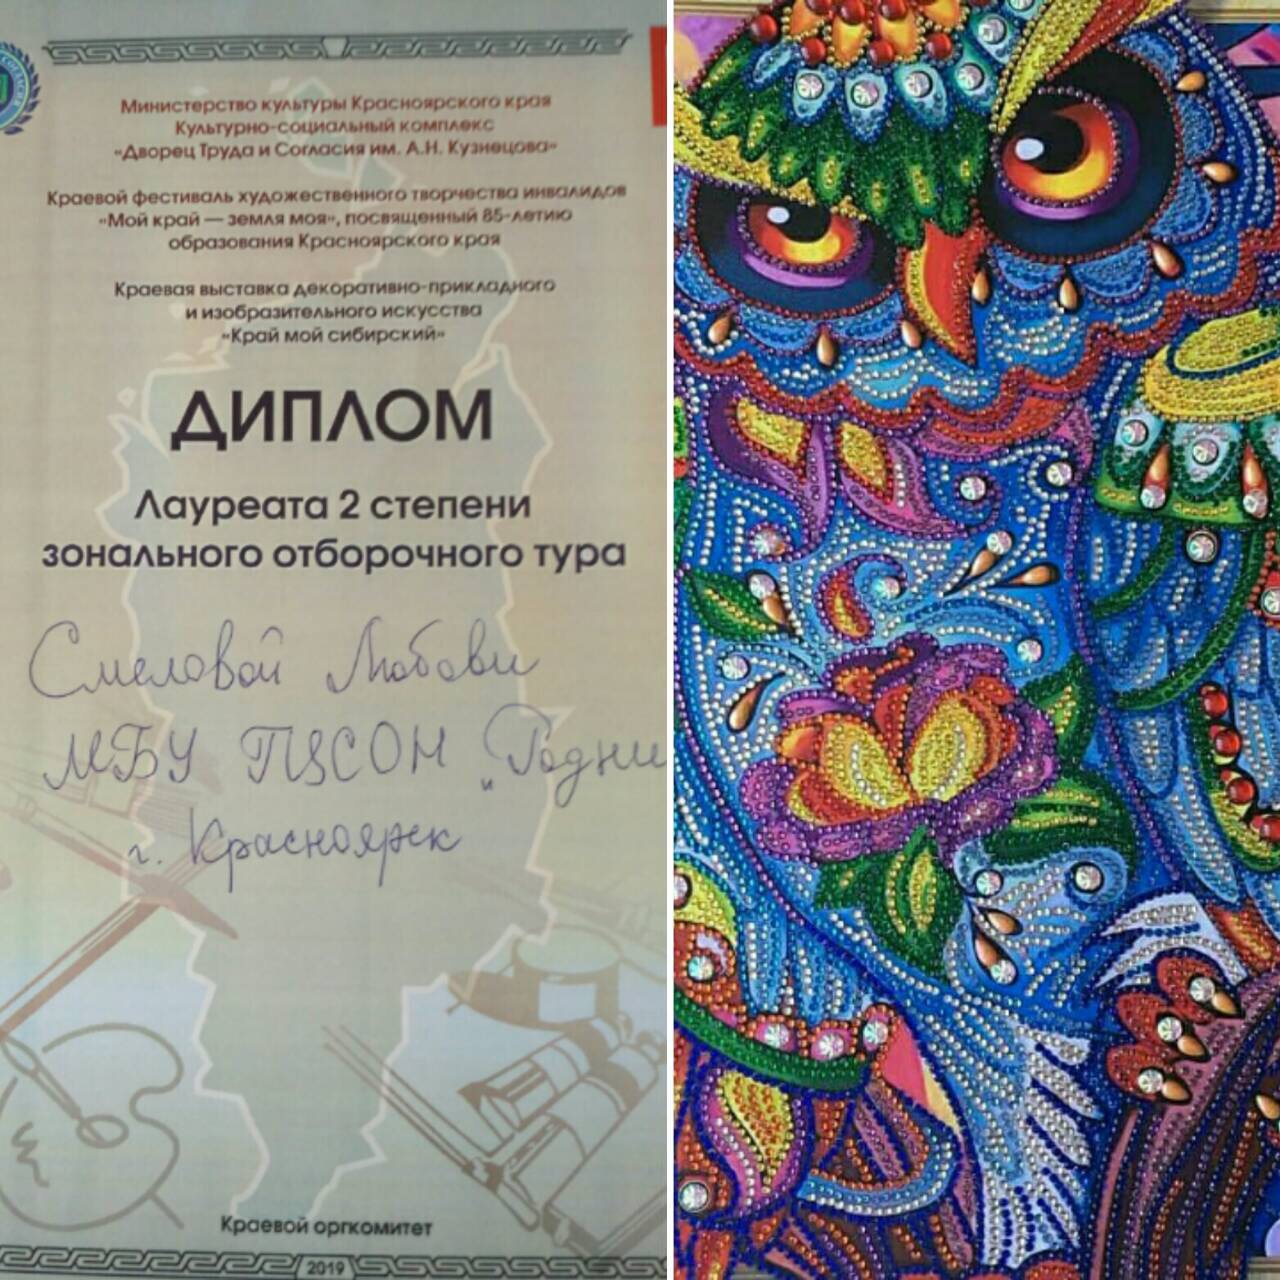 Министерство культуры Красноярского края
Культурно-социальный комплекс
«Дворец Труда и Согласия им. А.Н. Кузнецова»
Краевой фестиваль художественного творчества инвалидов
«Мой край — земля моя», посвященный 85-летию
образования Красноярского края
Краевая выставка декоративно-прикладного
и изобразительного искусства
«Край мой сибирский»
ДИПЛОМ
Лауреата 2 степени
зонального отборочного тура
Смеловой Любови
МБУ ТЦСОН „Родни
г. Красноярск
Краевой оргкомитет
2019